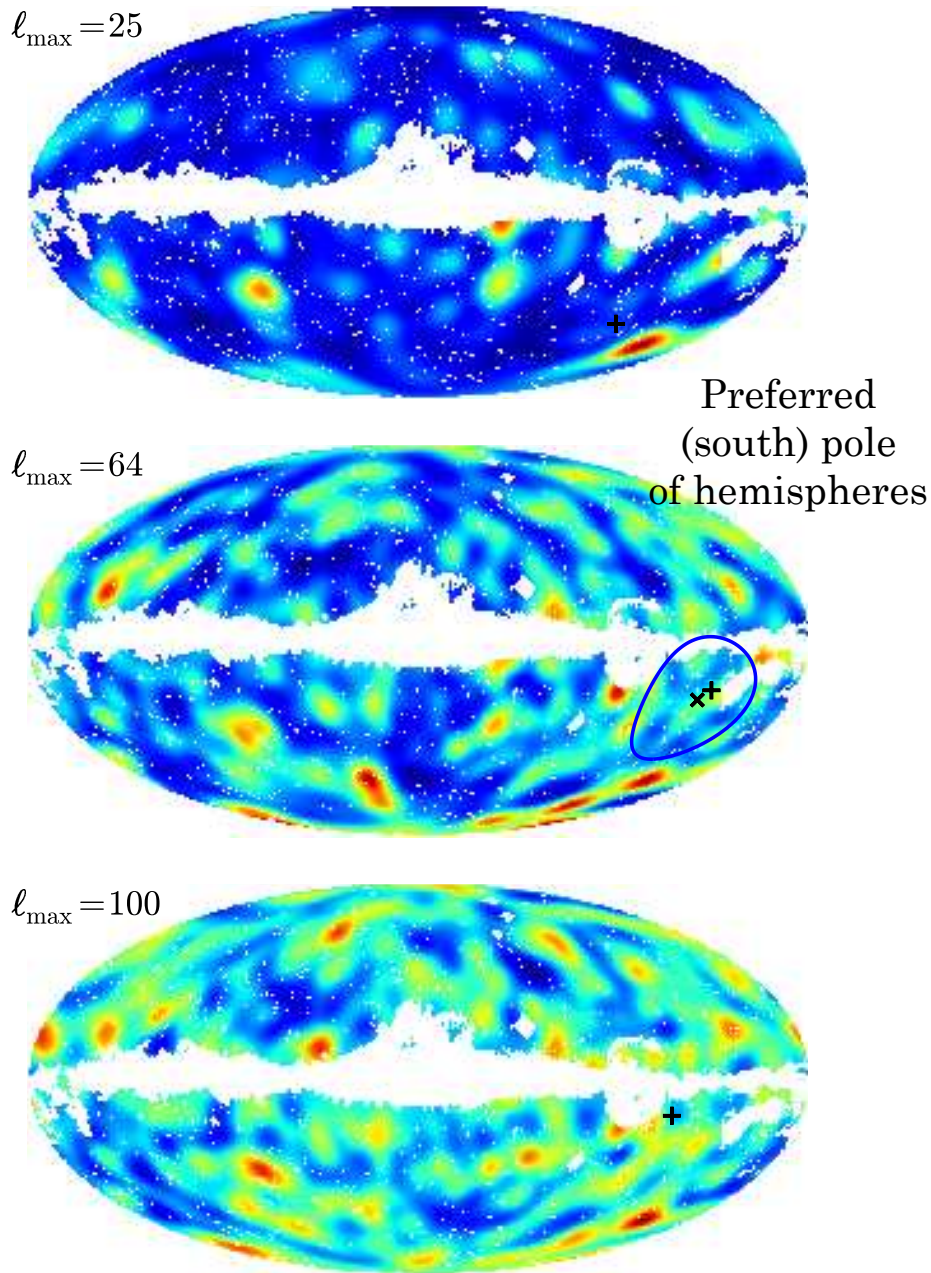 ℓmax=25
Preferred
(south) pole
of hemispheres
ℓmax=64
ℓmax=100